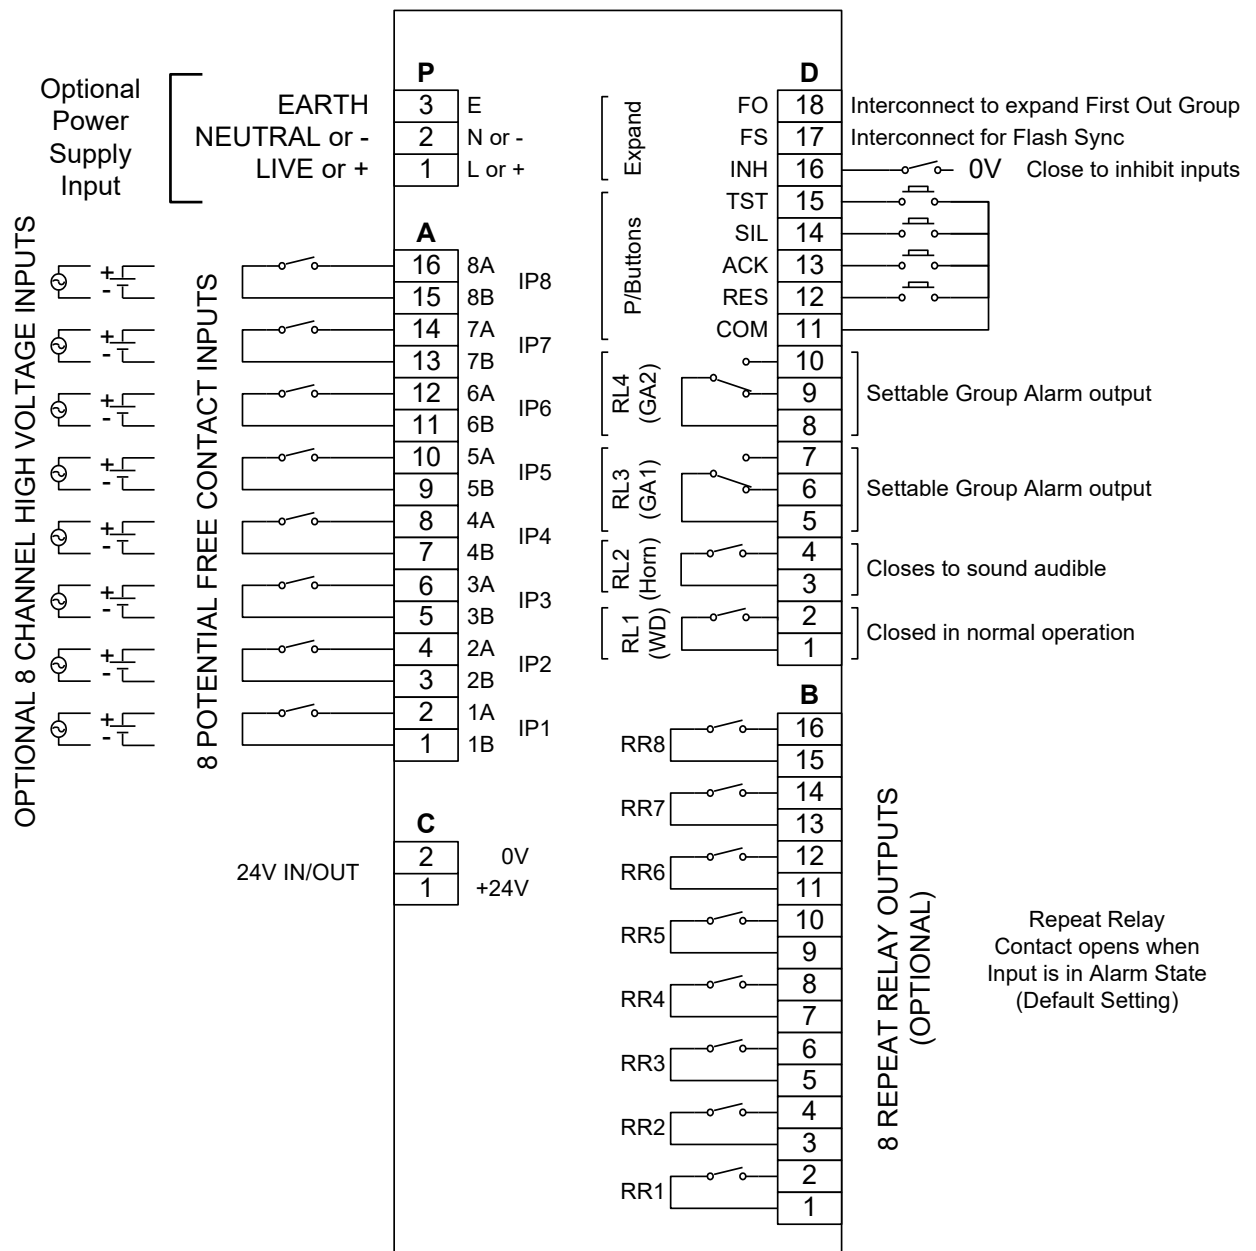 Optional
Power
Supply
Input
EARTH
NEUTRAL or -
LIVE or +
P
3 E
2 N or -
1 L or +
OPTIONAL 8 CHANNEL HIGH VOLTAGE INPUTS
8 POTENTIAL FREE CONTACT INPUTS
+
-
+
-
+
-
+
-
+
-
+
-
+
-
+
-
A
16 8A
IP8
15 8B
14 7A
IP7
13 7B
12 6A
IP6
11 6B
10 5A
IP5
9 5B
8 4A
IP4
7 4B
6 3A
IP3
5 3B
4 2A
IP2
3 2B
2 1A
IP1
1 1B
C
24V IN/OUT
2 0V
1 +24V
D
Expand
FO 18 Interconnect to expand First Out Group
FS 17 Interconnect for Flash Sync
INH 16 0V Close to inhibit inputs
P/Buttons
TST 15
SIL 14
ACK 13
RES 12
COM 11
RL4
(GA2)
10
9 Settable Group Alarm output
8
RL3
(GA1)
7
6 Settable Group Alarm output
5
RL2
(Horn)
4
Closes to sound audible
3
RL1
(WD)
2
Closed in normal operation
1
B
RR8
16
15
RR7
14
13
RR6
12
11
RR5
10
9
RR4
8
7
RR3
6
5
RR2
4
3
RR1
2
1
8 REPEAT RELAY OUTPUTS
(OPTIONAL)
Repeat Relay
Contact opens when
Input is in Alarm State
(Default Setting)